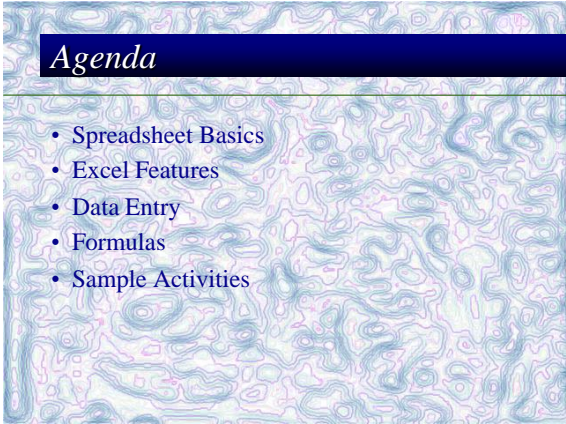 Agenda
• Spreadsheet Basics
• Excel Features
• Data Entry
• Formulas
• Sample Activities